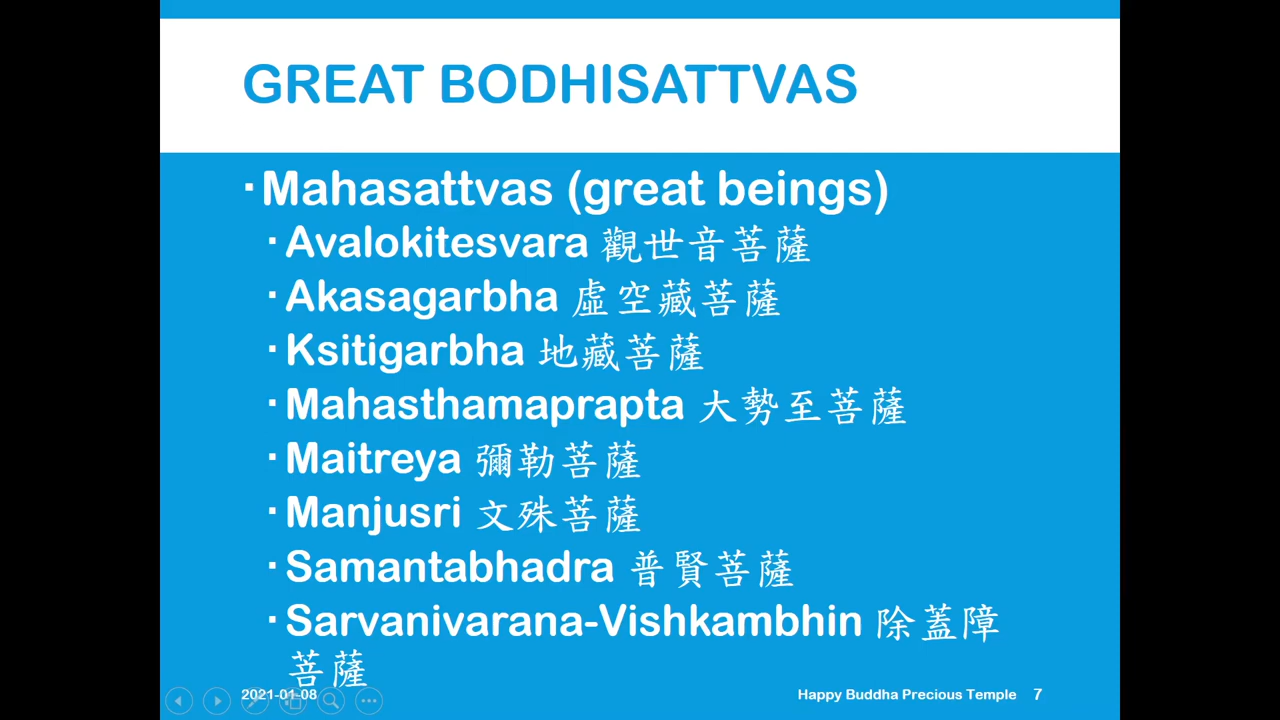 GREAT BODHISATTVAS
▪ Mahasattvas (great beings)
▪ Avalokitesvara 觀世音菩薩
▪ Akasagarbha 虛空藏菩薩
▪ Ksitigarbha 地藏菩薩
▪ Mahasthamaprapta 大勢至菩薩
▪ Maitreya 彌勒菩薩
▪ Manjusri 文殊菩薩
▪ Samantabhadra 普賢菩薩
▪ Sarvanivarana-Vishkambhin 除蓋障
菩薩
2021-01-08
Happy Buddha Precious Temple 7